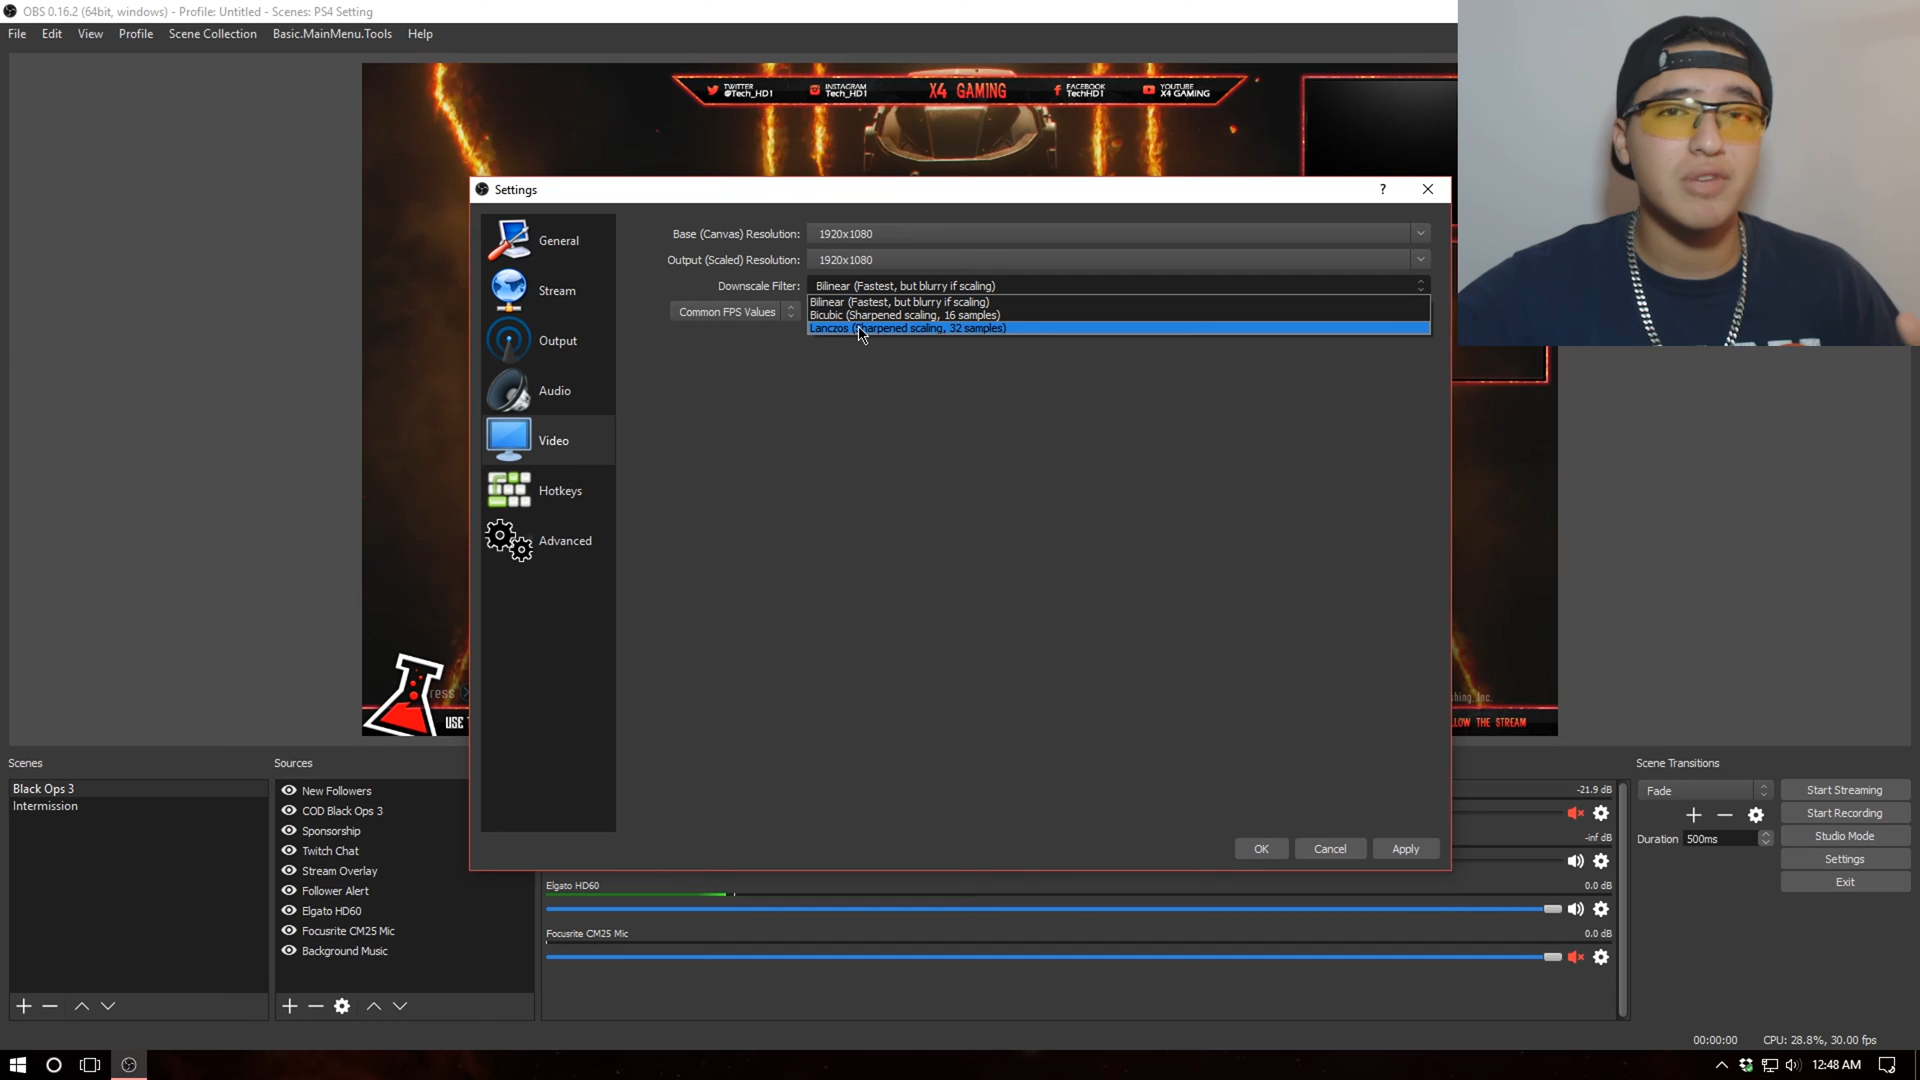 OBS 0.16.2 (64bit, windows) - Profile: Untitled - Scenes: PS4 Setting
File Edit View Profile Scene Collection Basic.MainMenu.Tools Help
TWITTER
@Tech_HD1
INSTAGRAM
Tech_HD1
X4 GAMING
FACEBOOK
TechHD1
YOUTUBE
X4 GAMING
Settings
?
General
Stream
Output
Audio
Video
Hotkeys
Advanced
Base (Canvas) Resolution: 1920x1080
Output (Scaled) Resolution: 1920x1080
Downscale Filter: Bilinear (Fastest, but blurry if scaling)
Common FPS Values
Bilinear (Fastest, but blurry if scaling)
Bicubic (Sharpened scaling, 16 samples)
Lanczos (Sharpened scaling, 32 samples)
OK Cancel Apply
ress
USE
hing, Inc.
LLOW THE STREAM
Scenes
Black Ops 3
Intermission
Sources
New Followers
COD Black Ops 3
Sponsorship
Twitch Chat
Stream Overlay
Follower Alert
Elgato HD60
Focusrite CM25 Mic
Background Music
-21.9 dB
-inf dB
Elgato HD60 0.0 dB
Focusrite CM25 Mic 0.0 dB
Scene Transitions
Fade
Duration 500ms
Start Streaming
Start Recording
Studio Mode
Settings
Exit
00:00:00 CPU: 28.8%, 30.00 fps
12:48 AM